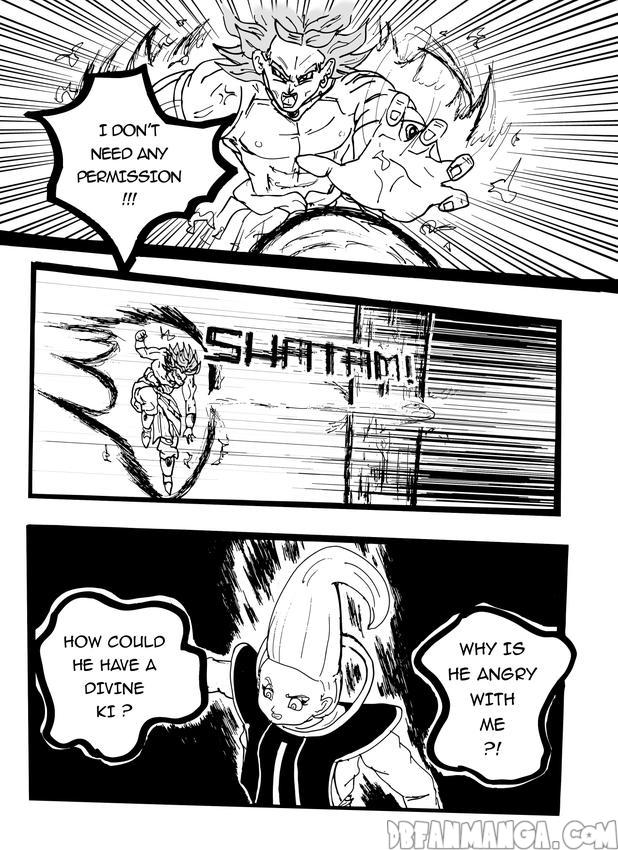 I DON'T
NEED ANY
PERMISSION
!!!
SHATAM!
HOW COULD
HE HAVE A
DIVINE
KI ?
WHY IS
HE ANGRY
WITH
ME
?!
DBFANMANGA.COM